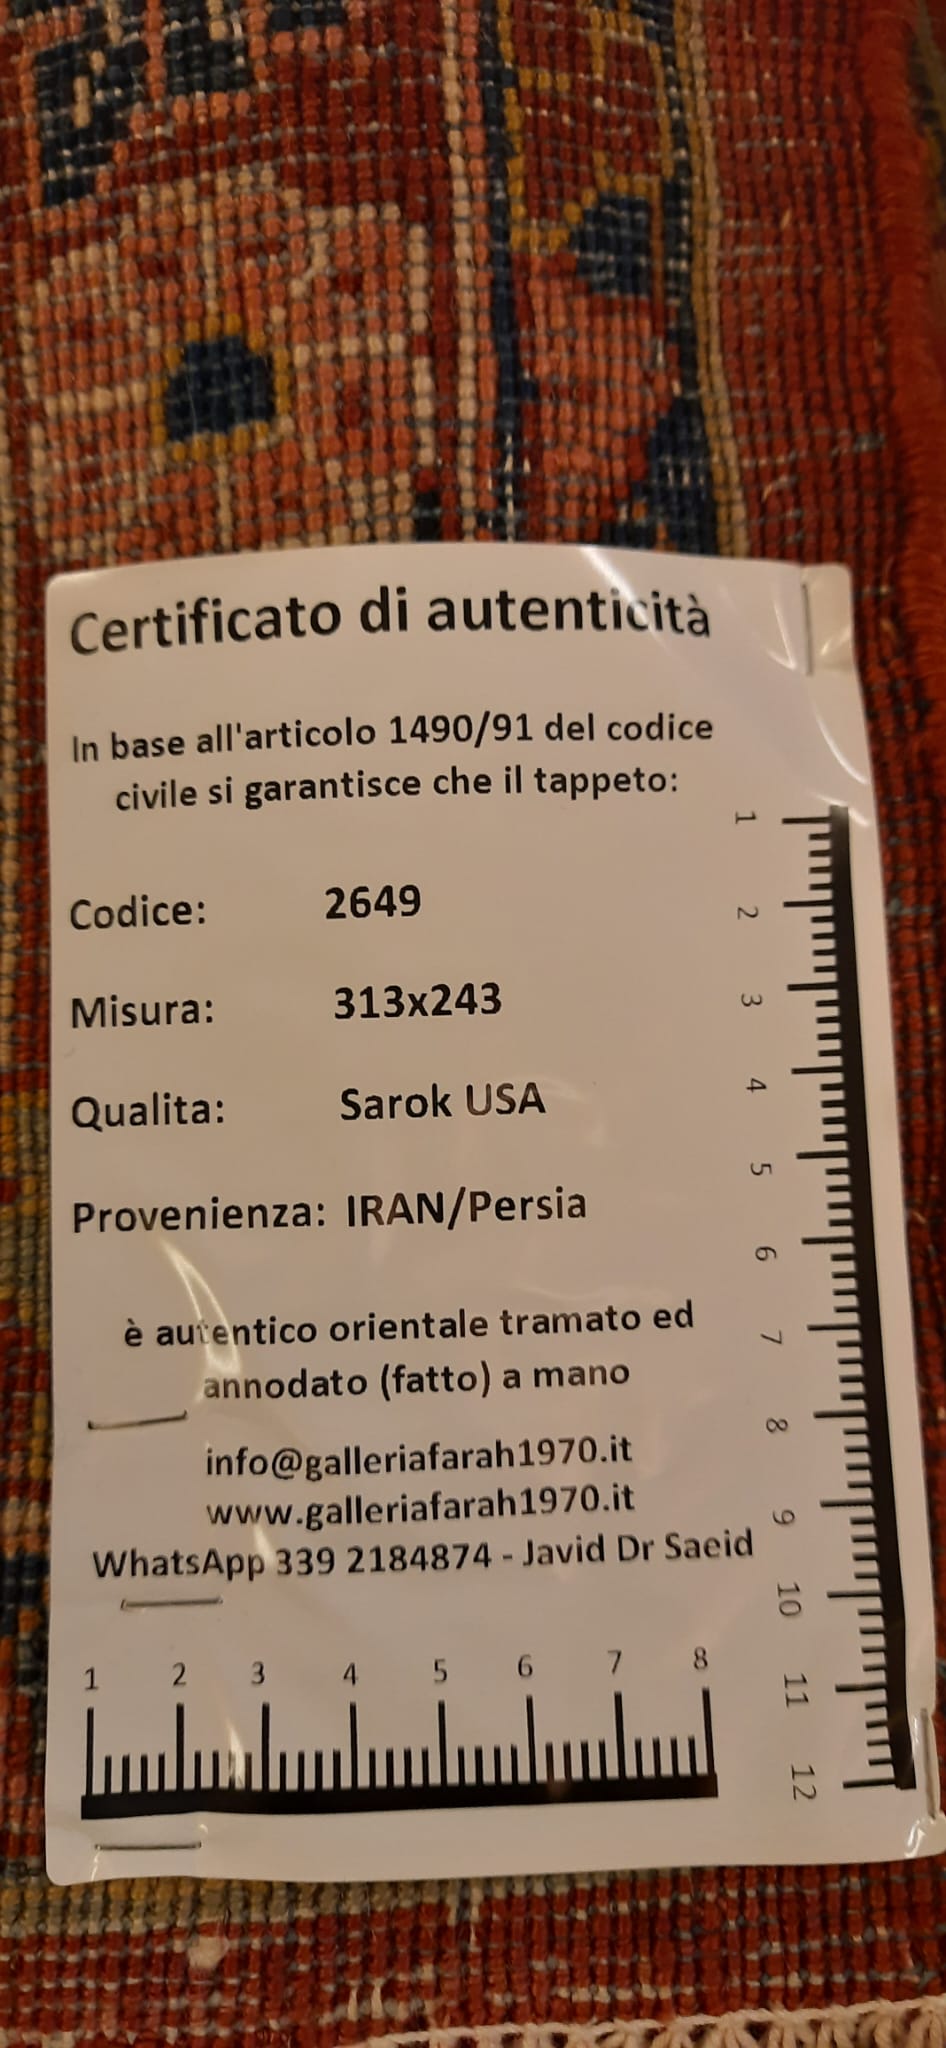 Certificato di autenticità
In base all'articolo 1490/91 del codice
civile si garantisce che il tappeto:
Codice: 2649
Misura: 313x243
Qualita: Sarok USA
Provenienza: IRAN/Persia
è autentico orientale tramato ed
annodato (fatto) a mano
info@galleriafarah1970.it
www.galleriafarah1970.it
WhatsApp 339 2184874 - Javid Dr Saeid
1 2 3 4 5 6 7 8
1 2 3 4 5 6 7 8 9 10 11 12